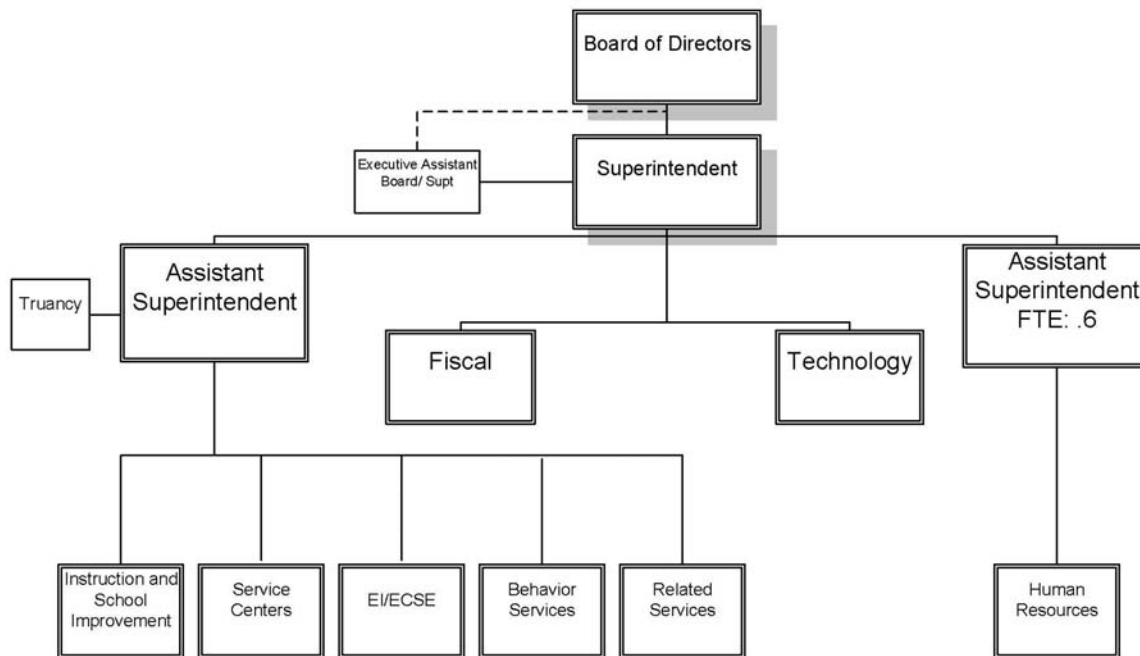 Board of Directors
Executive Assistant
Board/ Supt
Superintendent
Truancy
Assistant
Superintendent
Fiscal
Technology
Assistant
Superintendent
FTE: .6
Instruction and
School
Improvement
Service
Centers
EI/ECSE
Behavior
Services
Related
Services
Human
Resources